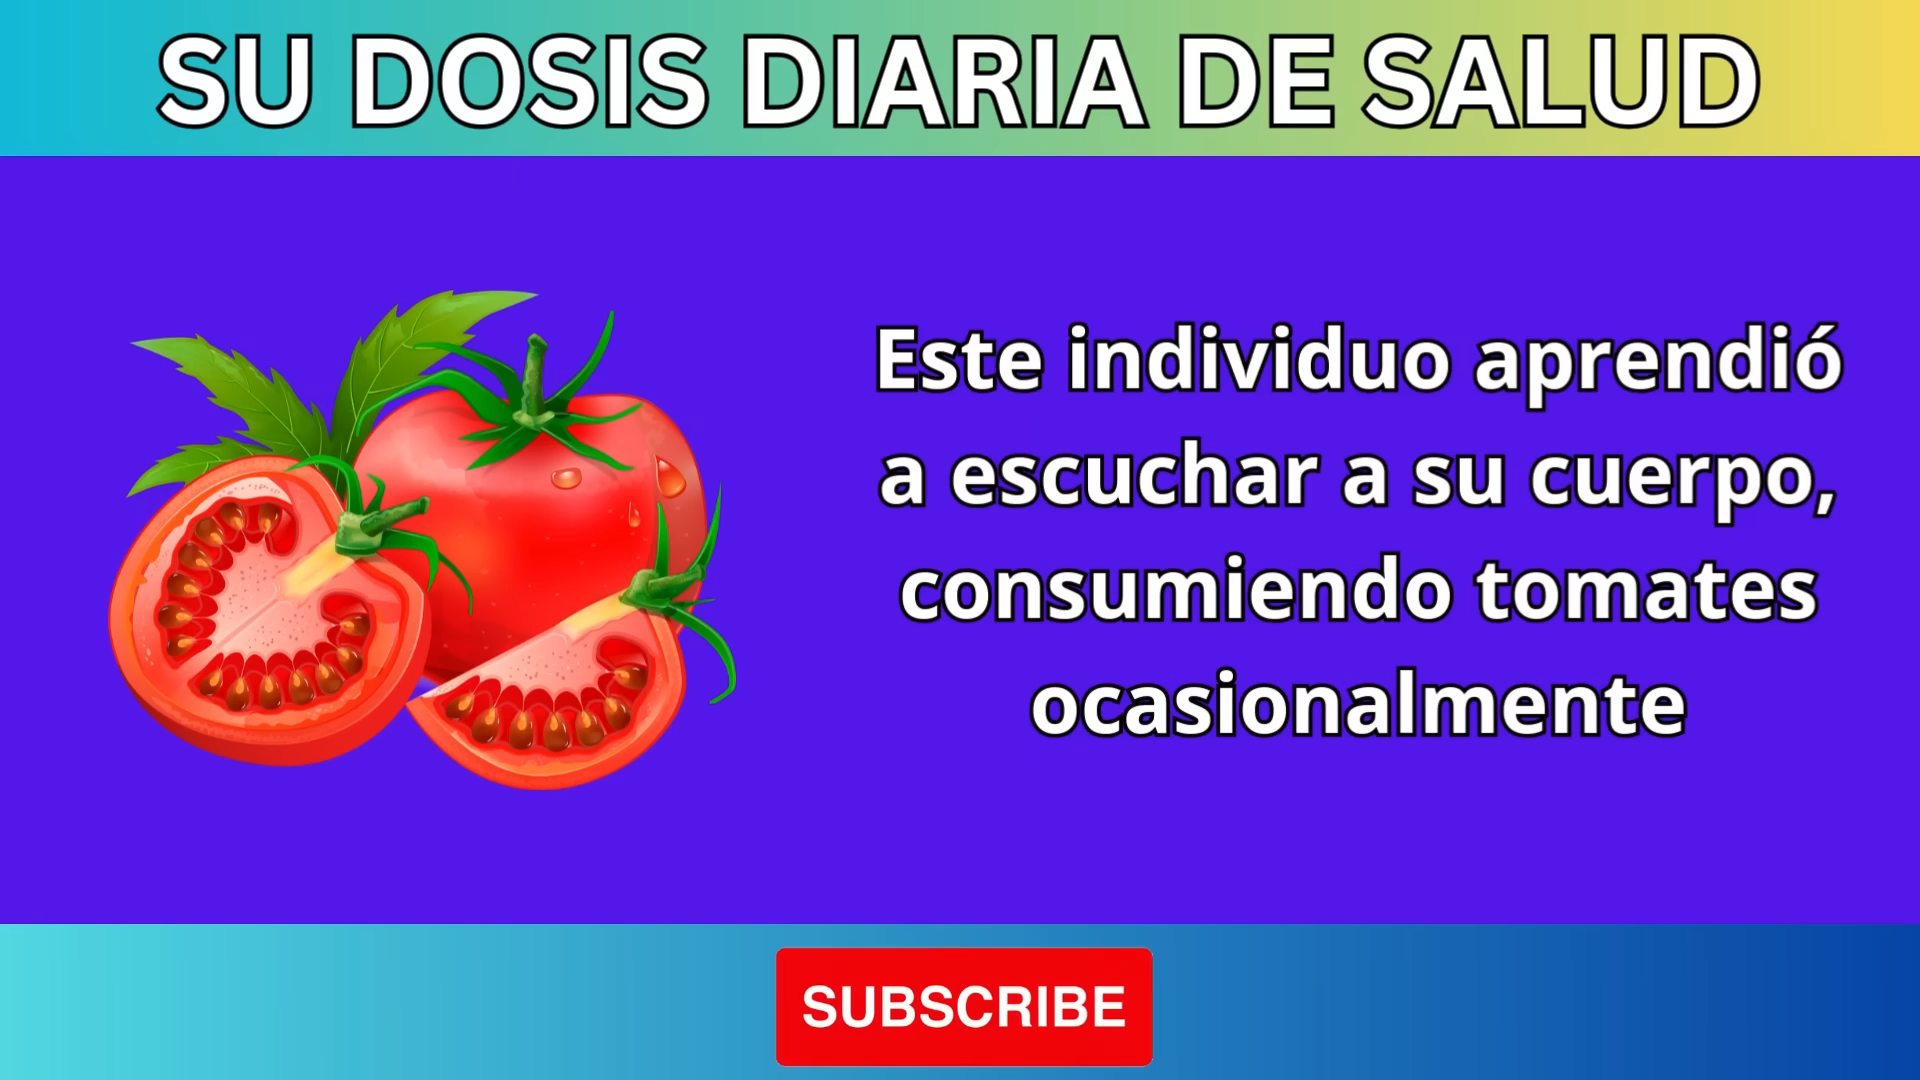 SU DOSIS DIARIA DE SALUD
Este individuo aprendió
a escuchar a su cuerpo,
consumiendo tomates
ocasionalmente
SUBSCRIBE